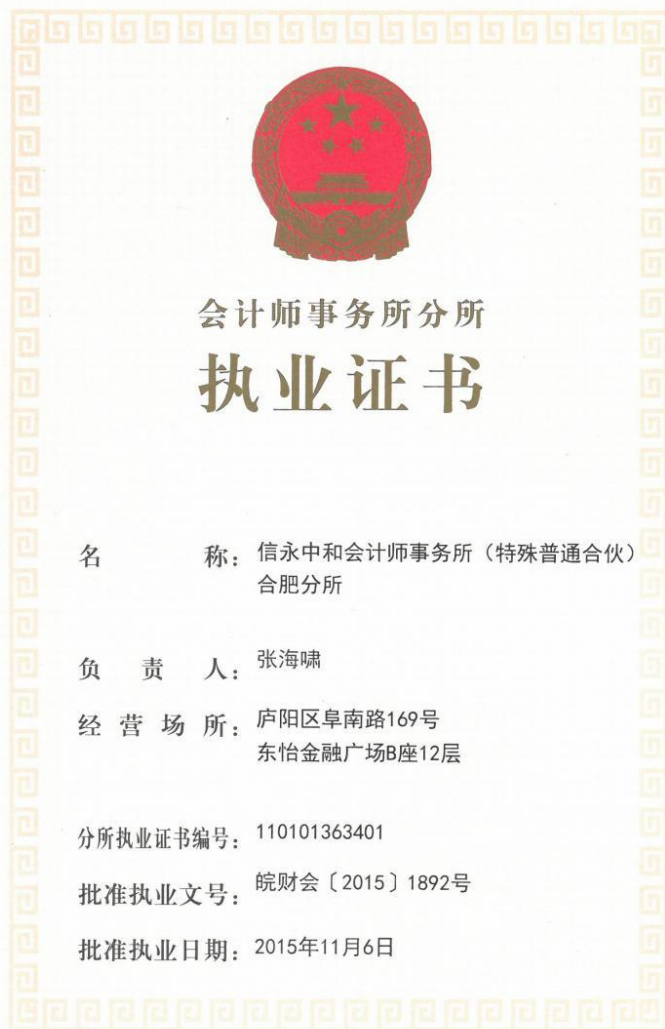 会计师事务所分所
执业证书
名称：信永中和会计师事务所（特殊普通合伙）
合肥分所
负责人：张海啸
经营场所：庐阳区阜南路169号
东怡金融广场B座12层
分所执业证书编号：110101363401
批准执业文号：皖财会〔2015〕1892号
批准执业日期：2015年11月6日